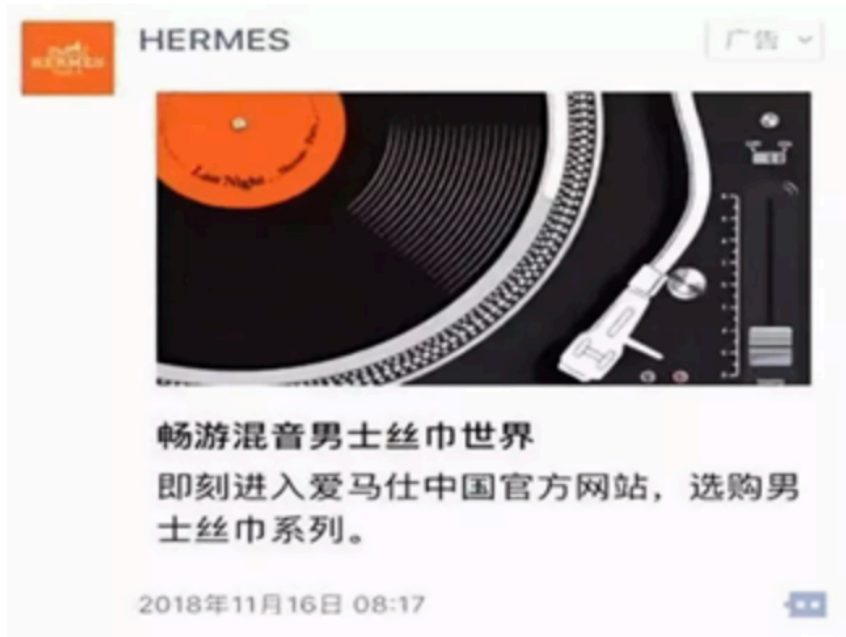 HERMES
广告
HERMES
Last Night
畅游混音男士丝巾世界
即刻进入爱马仕中国官方网站，选购男
士丝巾系列。
2018年11月16日 08:17